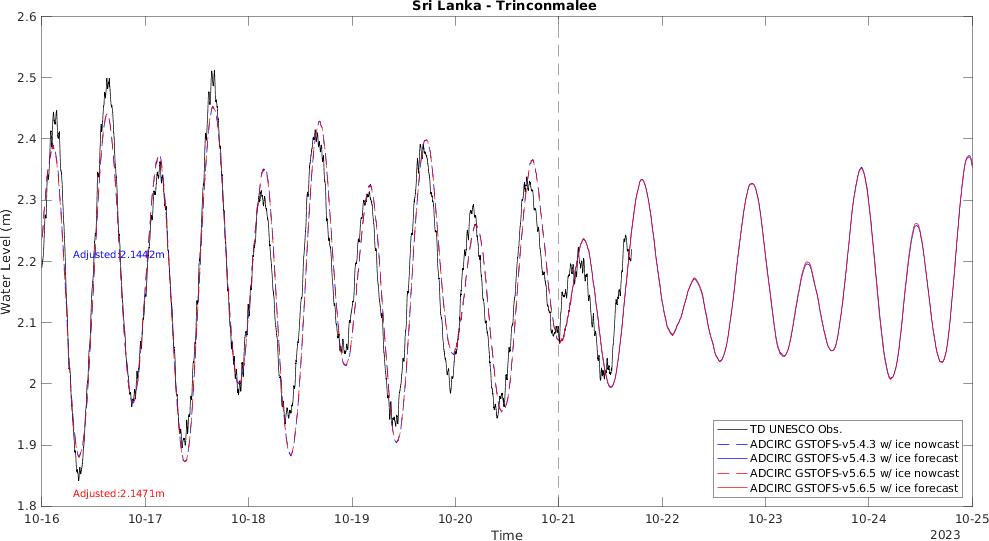 Sri Lanka - Trinconmalee
2.6
2.5
2.4
2.3
2.2
2.1
2
1.9
1.8
Water Level (m)
Adjusted:2.1442m
Adjusted:2.1471m
TD UNESCO Obs.
ADCIRC GSTOFS-v5.4.3 w/ ice nowcast
ADCIRC GSTOFS-v5.4.3 w/ ice forecast
ADCIRC GSTOFS-v5.6.5 w/ ice nowcast
ADCIRC GSTOFS-v5.6.5 w/ ice forecast
10-16 10-17 10-18 10-19 10-20 10-21 10-22 10-23 10-24 10-25
Time
2023